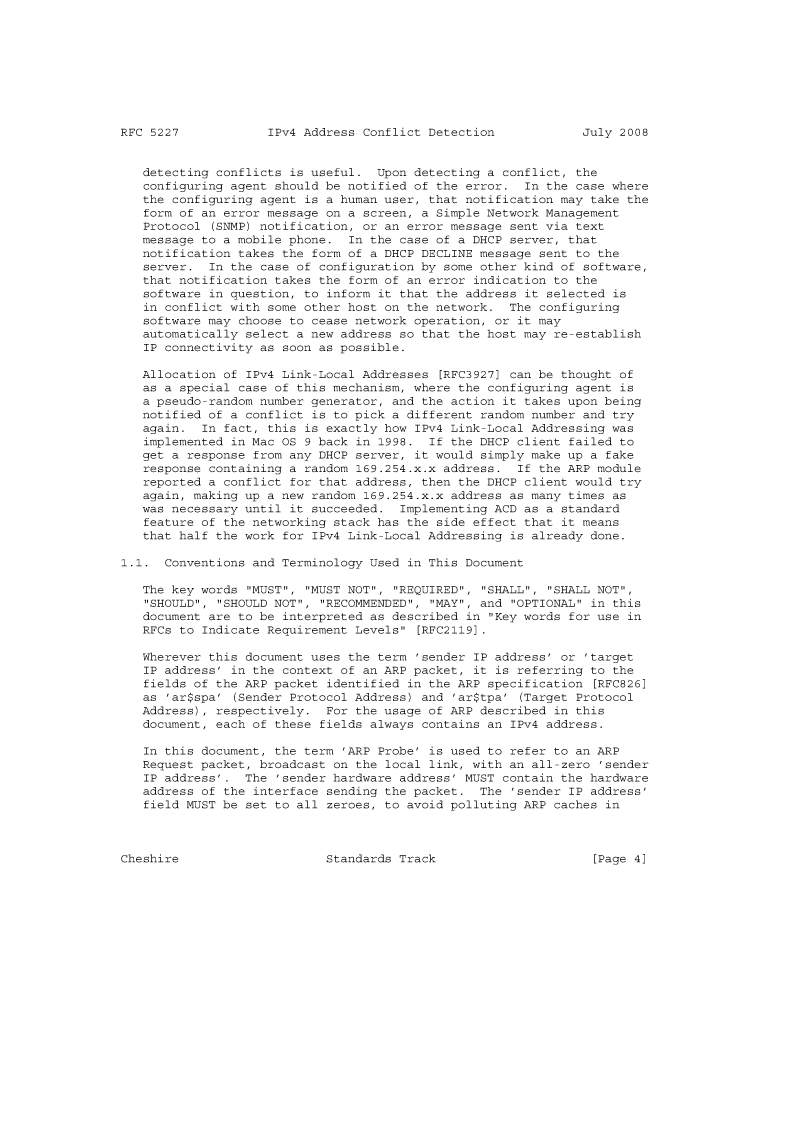 RFC 5227 IPv4 Address Conflict Detection July 2008
detecting conflicts is useful. Upon detecting a conflict, the
configuring agent should be notified of the error. In the case where
the configuring agent is a human user, that notification may take the
form of an error message on a screen, a Simple Network Management
Protocol (SNMP) notification, or an error message sent via text
message to a mobile phone. In the case of a DHCP server, that
notification takes the form of a DHCP DECLINE message sent to the
server. In the case of configuration by some other kind of software,
that notification takes the form of an error indication to the
software in question, to inform it that the address it selected is
in conflict with some other host on the network. The configuring
software may choose to cease network operation, or it may
automatically select a new address so that the host may re-establish
IP connectivity as soon as possible.
Allocation of IPv4 Link-Local Addresses [RFC3927] can be thought of
as a special case of this mechanism, where the configuring agent is
a pseudo-random number generator, and the action it takes upon being
notified of a conflict is to pick a different random number and try
again. In fact, this is exactly how IPv4 Link-Local Addressing was
implemented in Mac OS 9 back in 1998. If the DHCP client failed to
get a response from any DHCP server, it would simply make up a fake
response containing a random 169.254.x.x address. If the ARP module
reported a conflict for that address, then the DHCP client would try
again, making up a new random 169.254.x.x address as many times as
was necessary until it succeeded. Implementing ACD as a standard
feature of the networking stack has the side effect that it means
that half the work for IPv4 Link-Local Addressing is already done.
1.1. Conventions and Terminology Used in This Document
The key words "MUST", "MUST NOT", "REQUIRED", "SHALL", "SHALL NOT",
"SHOULD", "SHOULD NOT", "RECOMMENDED", "MAY", and "OPTIONAL" in this
document are to be interpreted as described in "Key words for use in
RFCs to Indicate Requirement Levels" [RFC2119].
Wherever this document uses the term ’sender IP address’ or ’target
IP address’ in the context of an ARP packet, it is referring to the
fields of the ARP packet identified in the ARP specification [RFC826]
as ’ar$spa’ (Sender Protocol Address) and ’ar$tpa’ (Target Protocol
Address), respectively. For the usage of ARP described in this
document, each of these fields always contains an IPv4 address.
In this document, the term ’ARP Probe’ is used to refer to an ARP
Request packet, broadcast on the local link, with an all-zero ’sender
IP address’. The ’sender hardware address’ MUST contain the hardware
address of the interface sending the packet. The ’sender IP address’
field MUST be set to all zeroes, to avoid polluting ARP caches in
Cheshire Standards Track [Page 4]